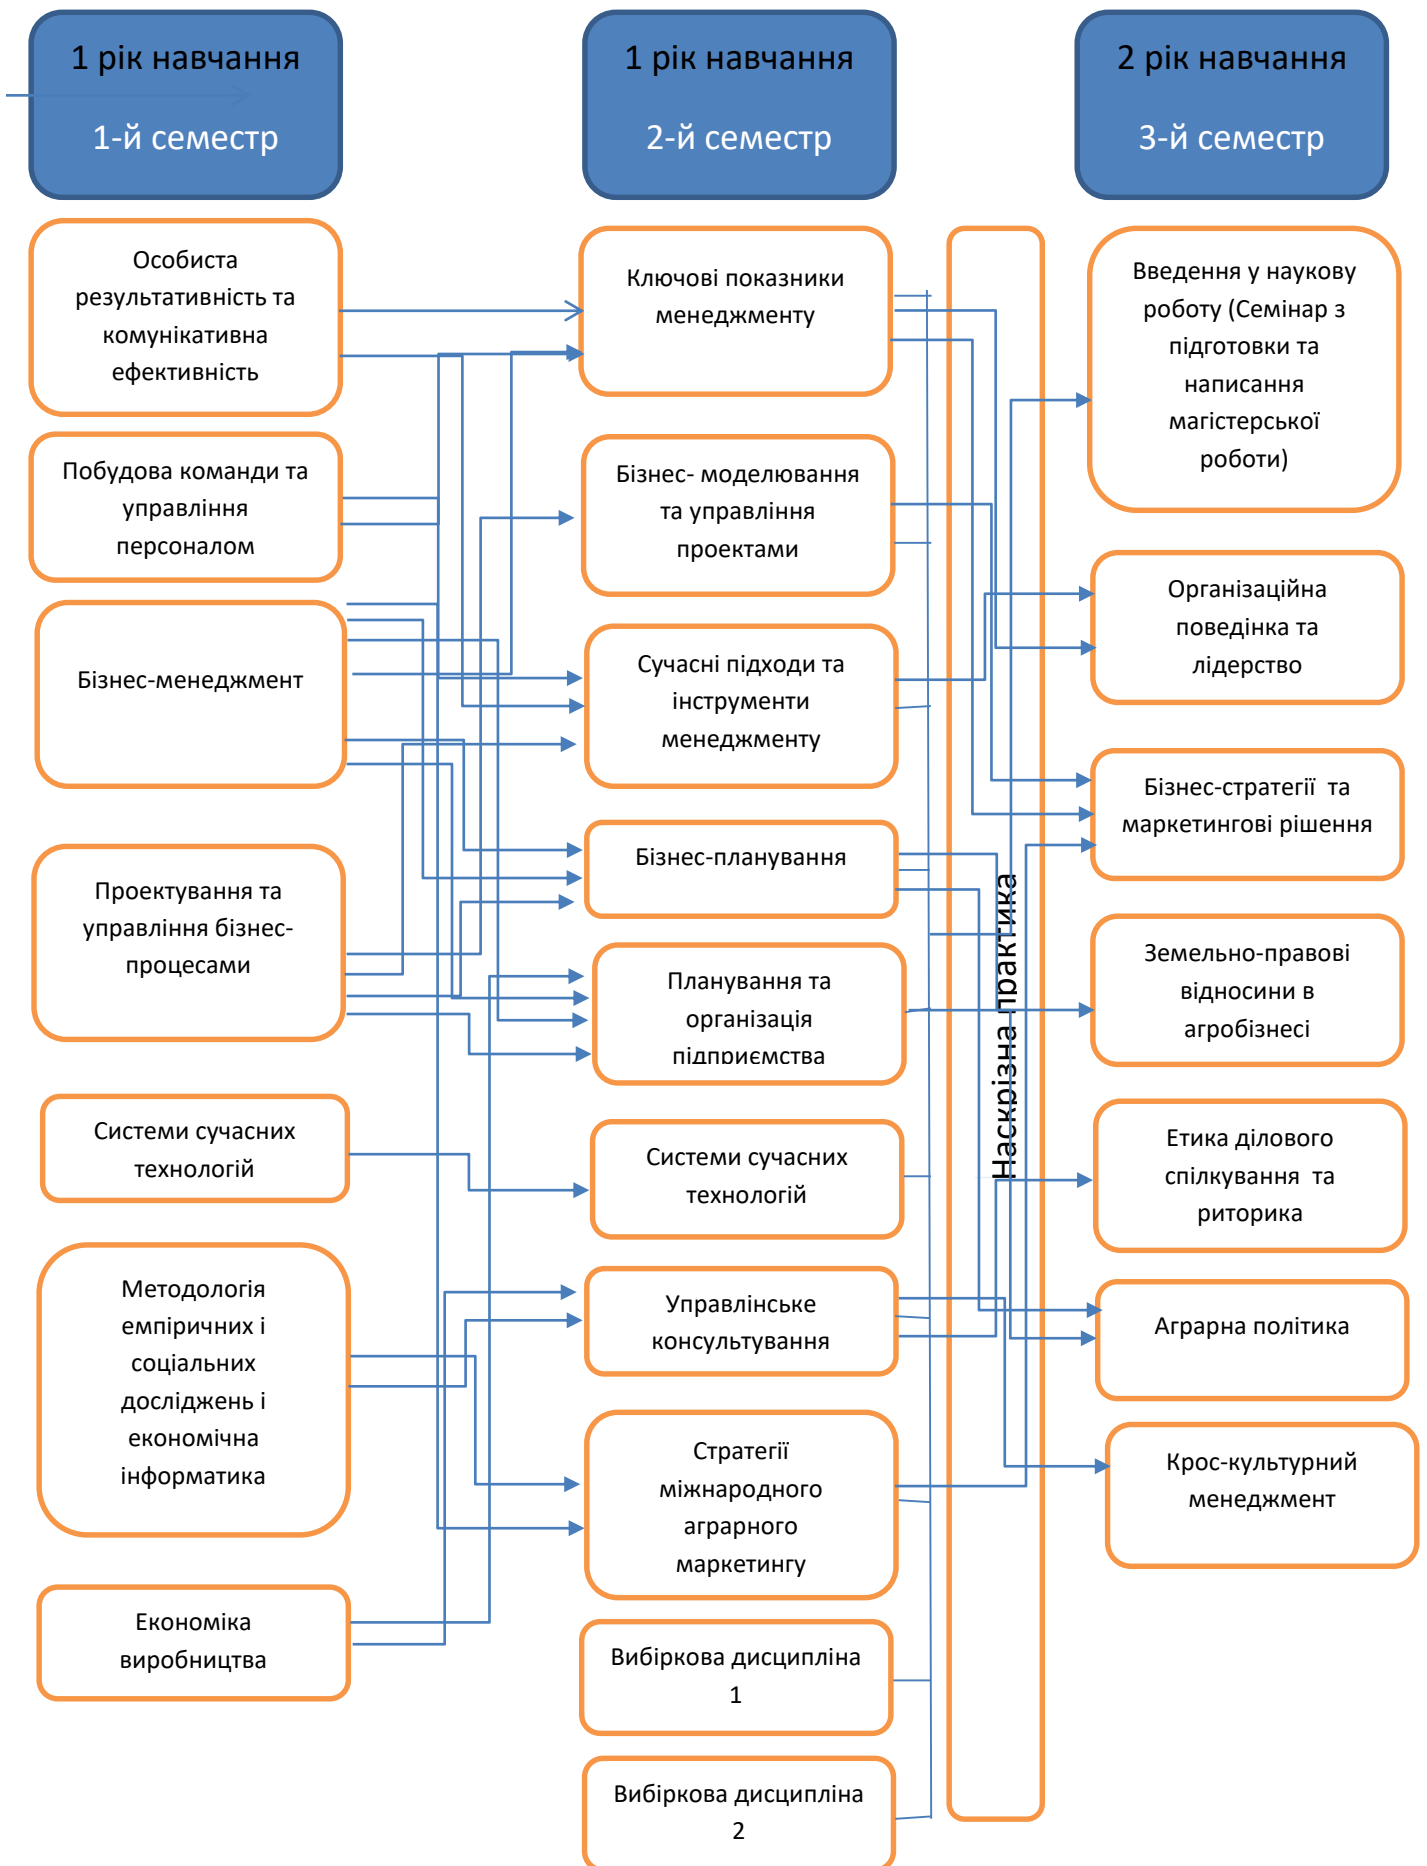 1 рік навчання
1-й семестр
1 рік навчання
2-й семестр
2 рік навчання
3-й семестр
Особиста
результативність та
комунікативна
ефективність
Побудова команди та
управління
персоналом
Бізнес-менеджмент
Проектування та
управління бізнес-
процесами
Системи сучасних
технологій
Методологія
емпіричних і
соціальних
досліджень і
економічна
інформатика
Економіка
виробництва
Ключові показники
менеджменту
Бізнес- моделювання
та управління
проектами
Сучасні підходи та
інструменти
менеджменту
Бізнес-планування
Планування та
організація
підприємства
Системи сучасних
технологій
Управлінське
консультування
Стратегії
міжнародного
аграрного
маркетингу
Вибіркова дисципліна
1
Вибіркова дисципліна
2
Наскрізна практика
Введення у наукову
роботу (Семінар з
підготовки та
написання
магістерської
роботи)
Організаційна
поведінка та
лідерство
Бізнес-стратегії та
маркетингові рішення
Земельно-правові
відносини в
агробізнесі
Етика ділового
спілкування та
риторика
Аграрна політика
Крос-культурний
менеджмент